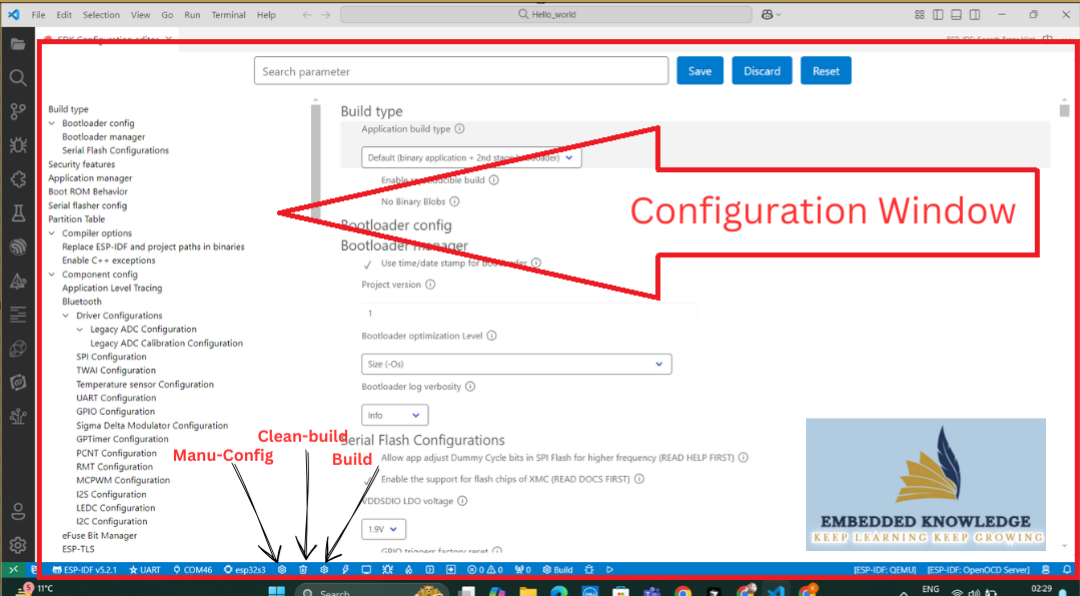 File Edit Selection View Go Run Terminal Help
Hello_world
SDK Configuration editor
ESP-IDF: Search Error Hint
Search parameter
Save Discard Reset
Build type
Bootloader config
Bootloader manager
Serial Flash Configurations
Security features
Application manager
Boot ROM Behavior
Serial flasher config
Partition Table
Compiler options
Replace ESP-IDF and project paths in binaries
Enable C++ exceptions
Component config
Application Level Tracing
Bluetooth
Driver Configurations
Legacy ADC Configuration
Legacy ADC Calibration Configuration
SPI Configuration
TWAI Configuration
Temperature sensor Configuration
UART Configuration
GPIO Configuration
Sigma Delta Modulator Configuration
GPTimer Configuration
PCNT Configuration
RMT Configuration
MCPWM Configuration
I2S Configuration
LEDC Configuration
I2C Configuration
eFuse Bit Manager
ESP-TLS
Build type
Application build type
Default (binary application + 2nd stage bootloader)
Enable reproducible build
No Binary Blobs
Bootloader config
Bootloader manager
Use time/date stamp for bootloader
Project version
1
Bootloader optimization Level
Size (-Os)
Bootloader log verbosity
Info
Serial Flash Configurations
Allow app adjust Dummy Cycle bits in SPI Flash for higher frequency (READ HELP FIRST)
Enable the support for flash chips of XMC (READ DOCS FIRST)
VDDSDIO LDO voltage
1.9V
GPIO triggers factory reset
Configuration Window
Clean-build
Manu-Config
Build
EMBEDDED KNOWLEDGE
KEEP LEARNING KEEP GROWING
ESP-IDF v5.2.1 UART COM46 esp32s3 0 0 0 Build [ESP-IDF: QEMU] [ESP-IDF: OpenOCD Server]
5 11°C Search ENG 02:29